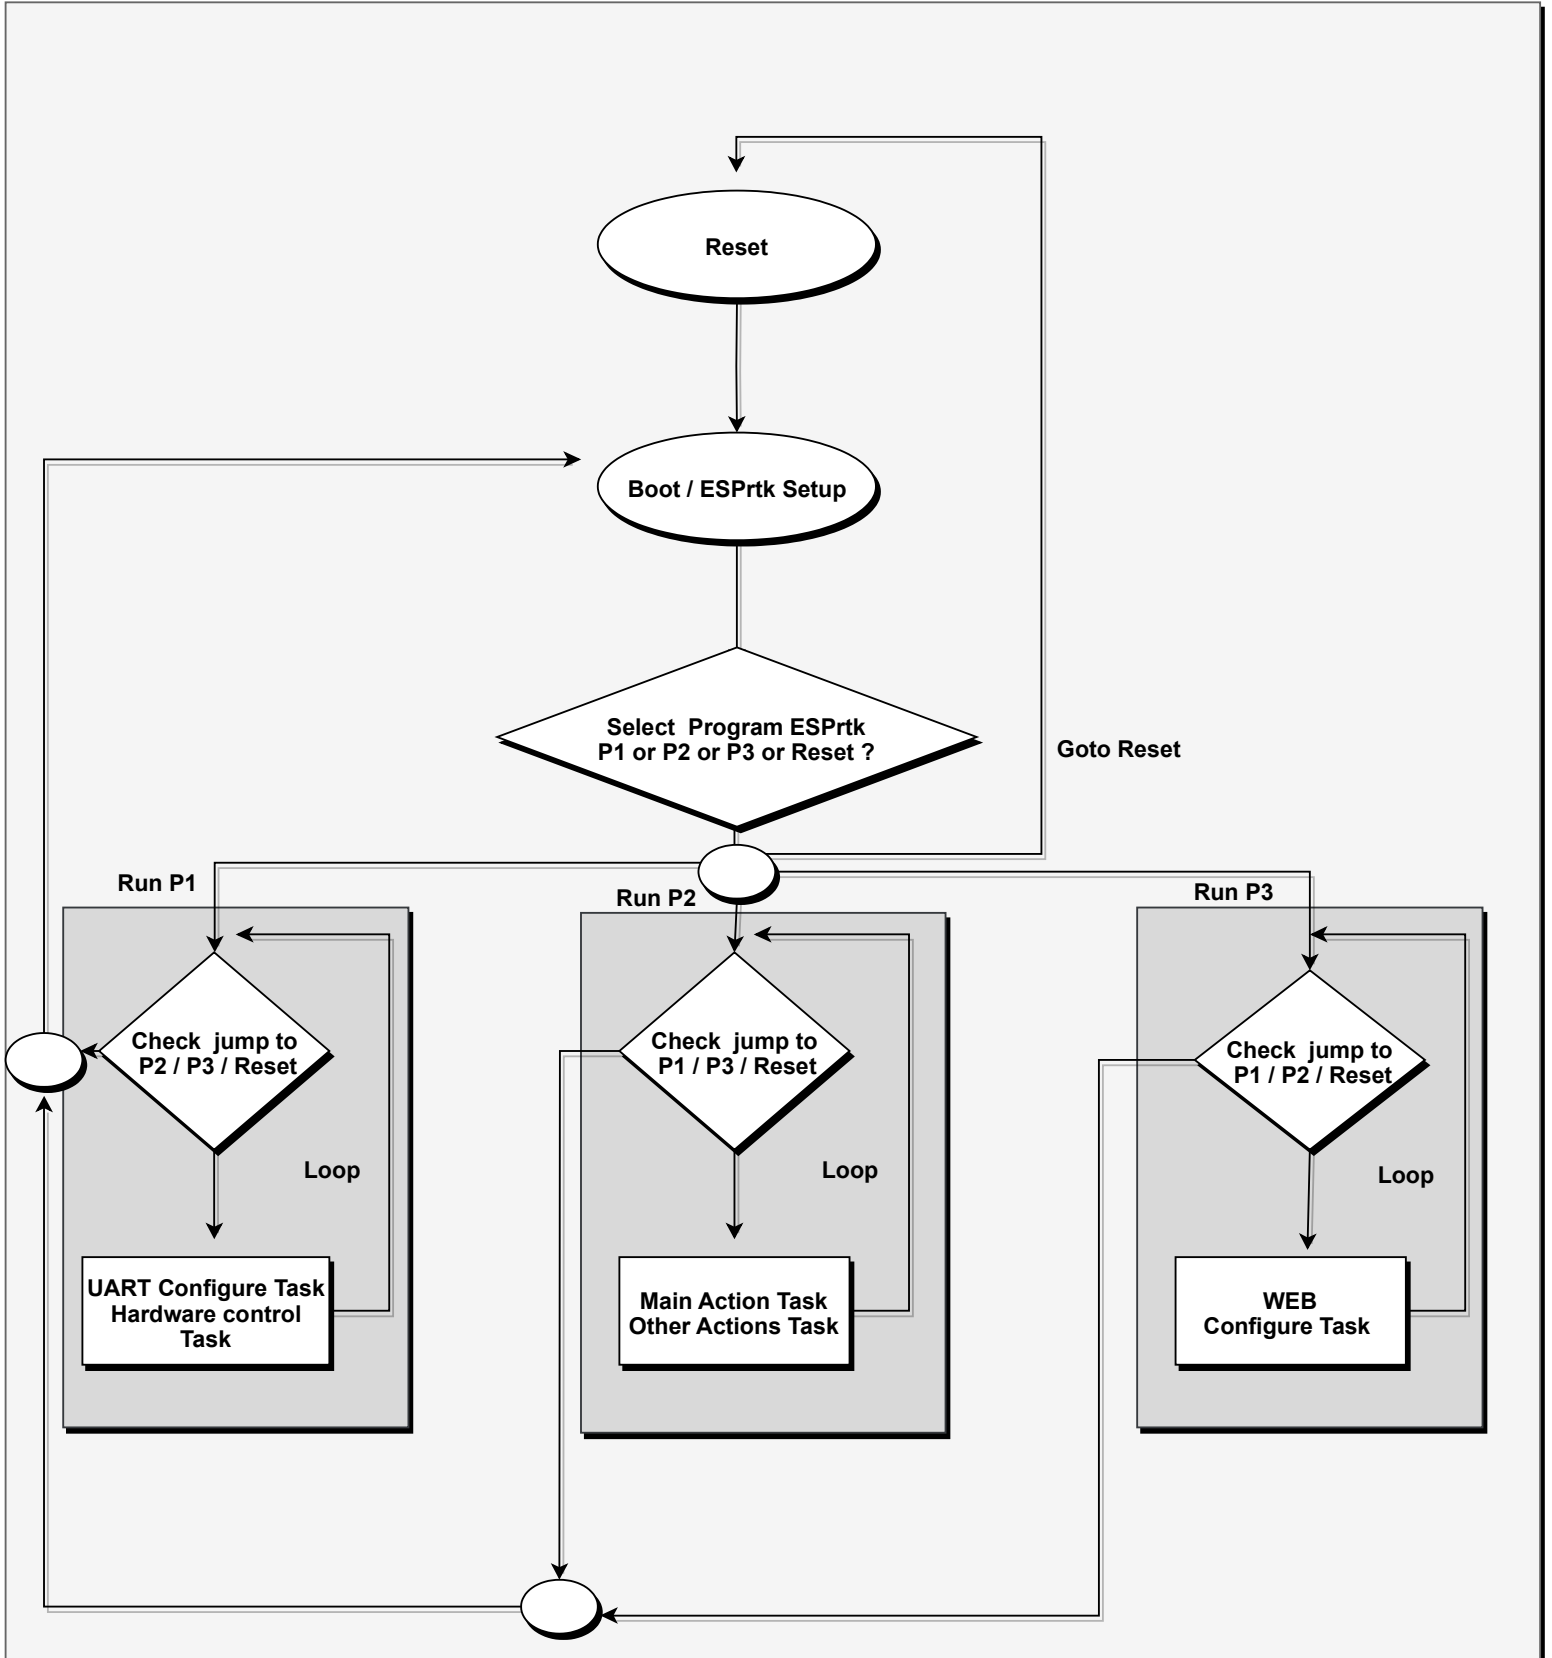 Reset
Boot / ESPrtk Setup
Select  Program ESPrtk
P1 or P2 or P3 or Reset ?
Goto Reset
Run P1
Run P2
Run P3
Check  jump to
P2 / P3 / Reset
Check  jump to
P1 / P3 / Reset
Check  jump to
P1 / P2 / Reset
Loop
Loop
Loop
UART Configure Task
Hardware control
Task
Main Action Task
Other Actions Task
WEB
Configure Task